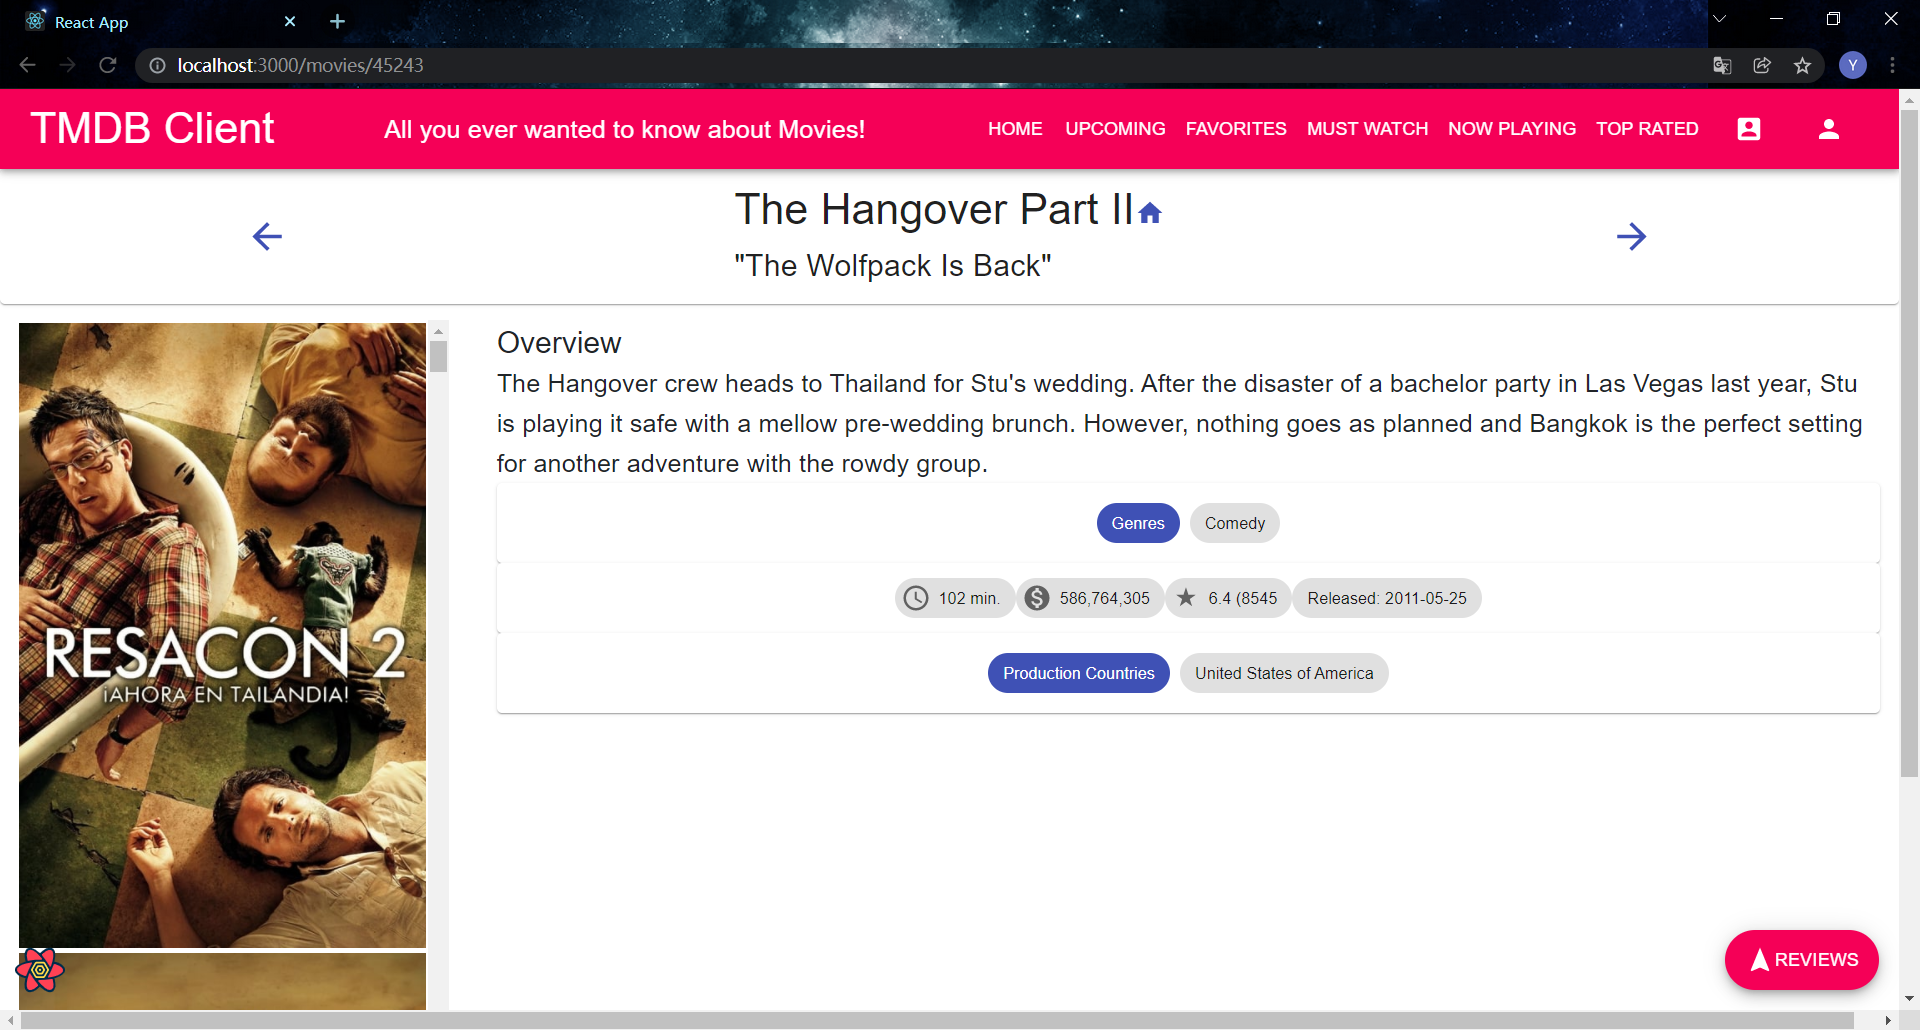 React App
localhost:3000/movies/45243
Y
TMDB Client
All you ever wanted to know about Movies!
HOME UPCOMING FAVORITES MUST WATCH NOW PLAYING TOP RATED
The Hangover Part II
"The Wolfpack Is Back"
RESACÓN 2
¡AHORA EN TAILANDIA!
Overview
The Hangover crew heads to Thailand for Stu's wedding. After the disaster of a bachelor party in Las Vegas last year, Stu
is playing it safe with a mellow pre-wedding brunch. However, nothing goes as planned and Bangkok is the perfect setting
for another adventure with the rowdy group.
Genres Comedy
102 min. 586,764,305 6.4 (8545 Released: 2011-05-25
Production Countries United States of America
REVIEWS